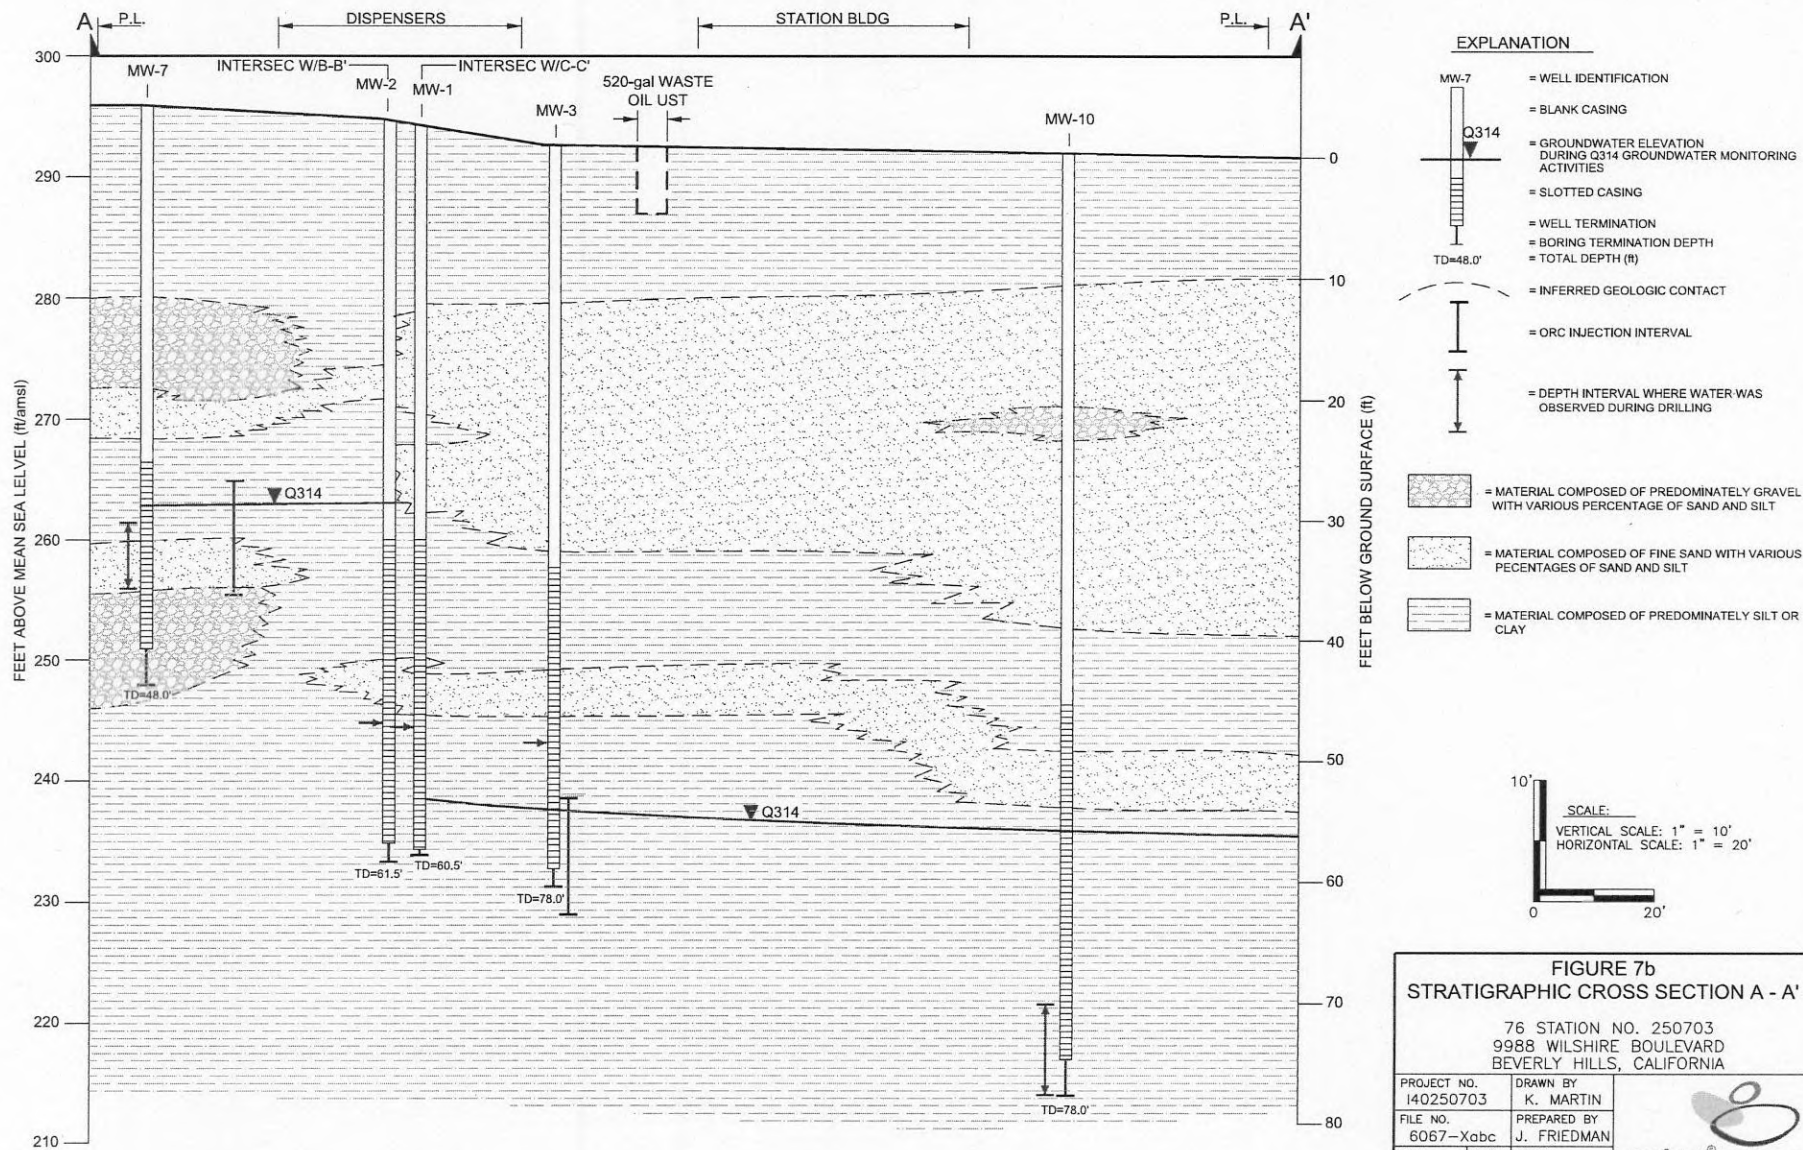 A
P.L.
DISPENSERS
STATION BLDG
P.L.
A'
300
290
280
270
260
250
240
230
220
210
FEET ABOVE MEAN SEA LELVEL (ft/amsl)
MW-7
INTERSEC W/B-B'
MW-2
INTERSEC W/C-C'
MW-1
MW-3
520-gal WASTE
OIL UST
MW-10
Q314
Q314
TD=48.0'
TD=61.5'
TD=60.5'
TD=78.0'
TD=78.0'
0
10
20
30
40
50
60
70
80
FEET BELOW GROUND SURFACE (ft)
EXPLANATION
MW-7
= WELL IDENTIFICATION
= BLANK CASING
Q314
= GROUNDWATER ELEVATION
DURING Q314 GROUNDWATER MONITORING
ACTIVITIES
= SLOTTED CASING
= WELL TERMINATION
= BORING TERMINATION DEPTH
TD=48.0'
= TOTAL DEPTH (ft)
= INFERRED GEOLOGIC CONTACT
= ORC INJECTION INTERVAL
= DEPTH INTERVAL WHERE WATER WAS
OBSERVED DURING DRILLING
= MATERIAL COMPOSED OF PREDOMINATELY GRAVEL
WITH VARIOUS PERCENTAGE OF SAND AND SILT
= MATERIAL COMPOSED OF FINE SAND WITH VARIOUS
PECENTAGES OF SAND AND SILT
= MATERIAL COMPOSED OF PREDOMINATELY SILT OR
CLAY
10'
SCALE:
VERTICAL SCALE: 1" = 10'
HORIZONTAL SCALE: 1" = 20'
0
20'
FIGURE 7b
STRATIGRAPHIC CROSS SECTION A - A'
76 STATION NO. 250703
9988 WILSHIRE BOULEVARD
BEVERLY HILLS, CALIFORNIA
PROJECT NO.
I40250703
DRAWN BY
K. MARTIN
FILE NO.
6067-Xabc
PREPARED BY
J. FRIEDMAN